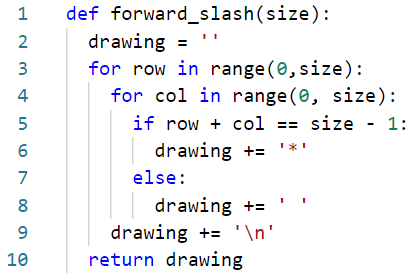 1 def forward_slash(size):
2   drawing = ''
3   for row in range(0,size):
4     for col in range(0, size):
5       if row + col == size - 1:
6         drawing += '*'
7       else:
8         drawing += ' '
9     drawing += '\n'
10   return drawing